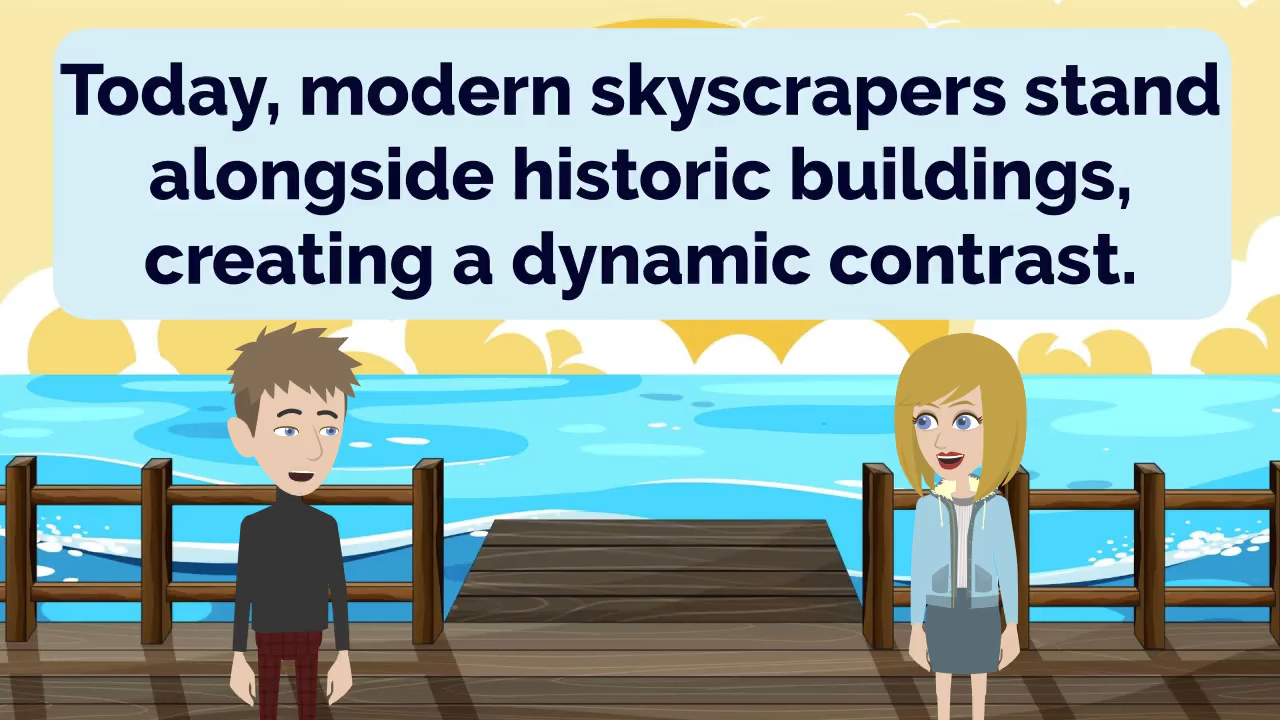 Today, modern skyscrapers stand
alongside historic buildings,
creating a dynamic contrast.